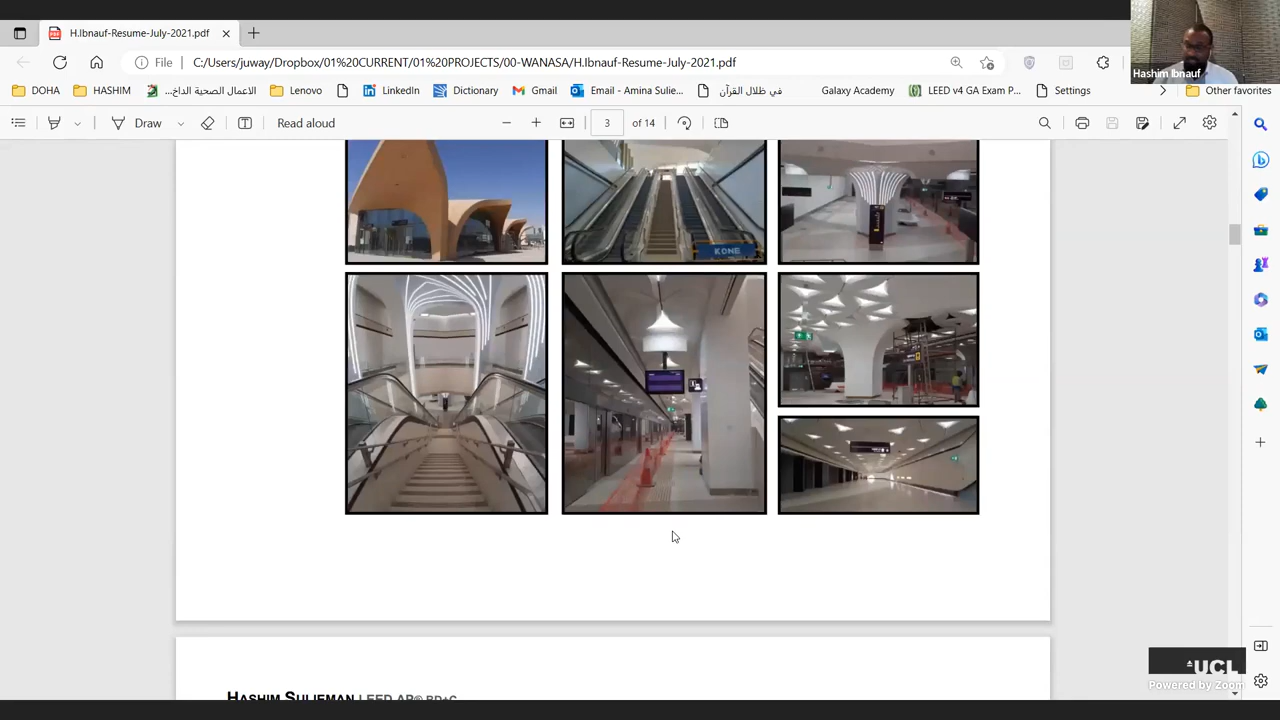 H.Ibnauf-Resume-July-2021.pdf
File
C:/Users/juway/Dropbox/01%20CURRENT/01%20PROJECTS/00-WANASA/H.Ibnauf-Resume-July-2021.pdf
Hashim Ibnauf
DOHA
HASHIM
الاعمال الصحية الداخ...
Lenovo
LinkedIn
Dictionary
Gmail
Email - Amina Sulie...
في ظلال القرآن
Galaxy Academy
LEED v4 GA Exam P...
Settings
Other favorites
Draw
Read aloud
3
of 14
KONE
HASHIM SULIEMAN LEED AP® BD+C
UCL
Powered by Zoom